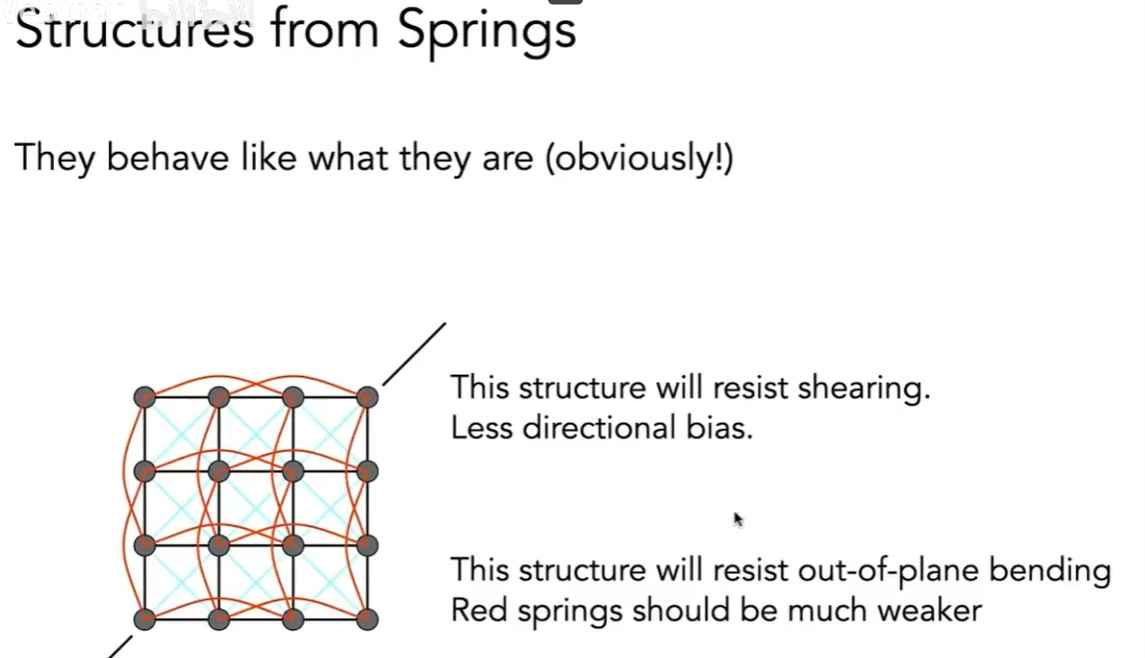 Structures from Springs
They behave like what they are (obviously!)
This structure will resist shearing.
Less directional bias.
This structure will resist out-of-plane bending
Red springs should be much weaker